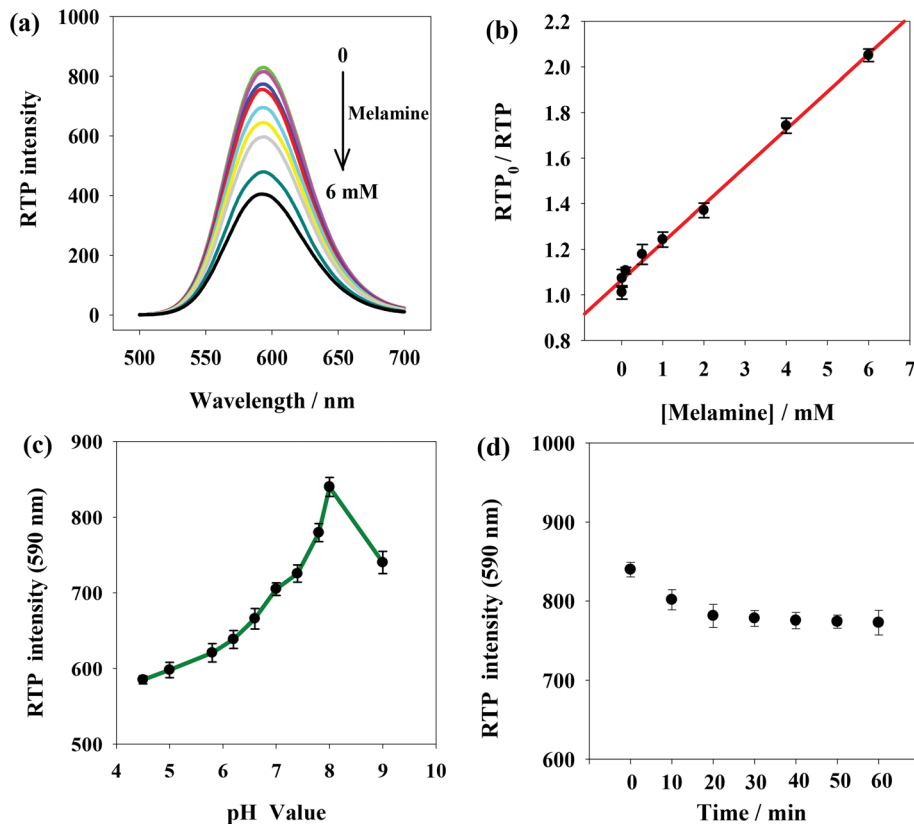 (a)
1000
800
600
400
200
0
RTP intensity
0
Melamine
6 mM
500 550 600 650 700
Wavelength / nm
(b)
2.2
2.0
1.8
1.6
1.4
1.2
1.0
0.8
RTP0 / RTP
0 1 2 3 4 5 6 7
[Melamine] / mM
(c)
900
800
700
600
500
RTP intensity (590 nm)
4 5 6 7 8 9 10
pH Value
(d)
1000
900
800
700
600
RTP intensity (590 nm)
0 10 20 30 40 50 60
Time / min